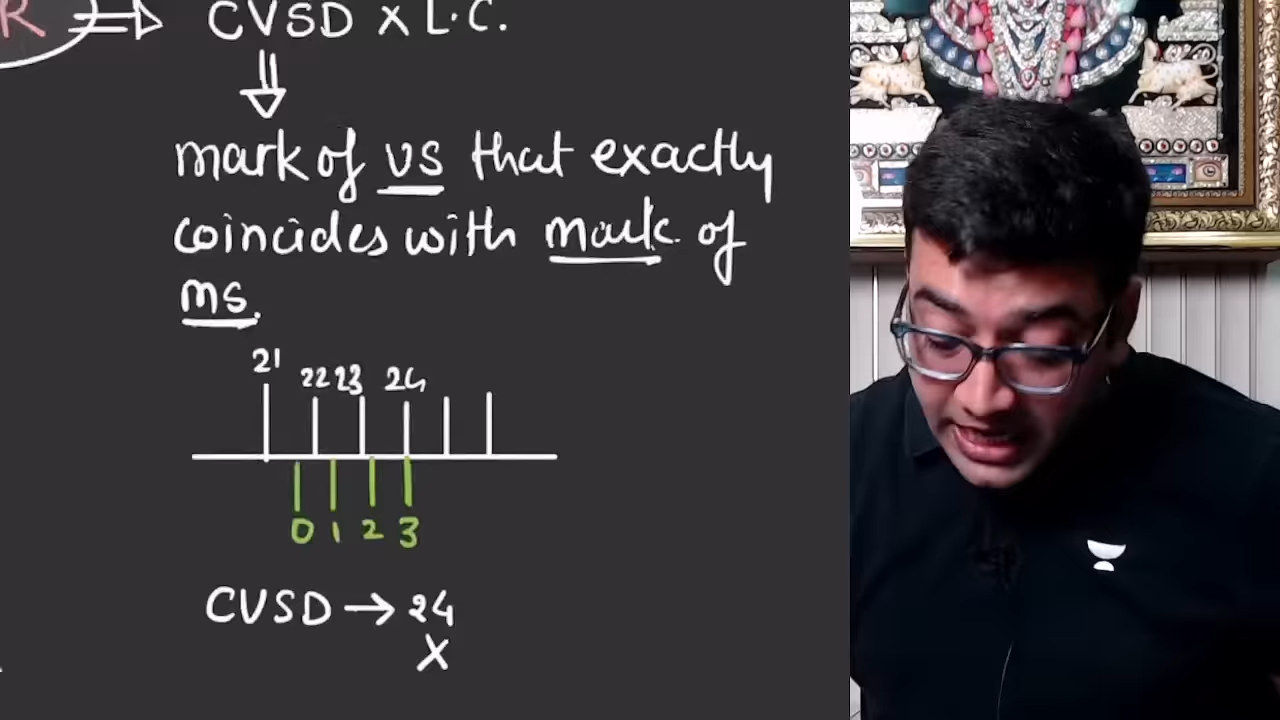 R ⇒ CVSD x L.C.
mark of vs that exactly
coincides with mark of
ms.
21 22 23 24
0 1 2 3
CVSD → 24
X